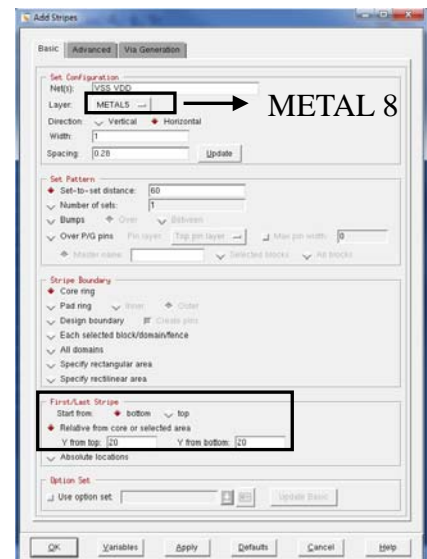 Add Stripes
Basic Advanced Via Generation
Set Configuration
Net(s): VSS VDD
Layer: METAL5 METAL 8
Direction: Vertical Horizontal
Width: 1
Spacing: 0.28 Update
Set Pattern
Set-to-set distance: 60
Number of sets: 1
Bumps Over Between
Over P/G pins Pin layer: Top pin layer Max pin width: 0
Master name: Selected blocks All blocks
Stripe Boundary
Core ring
Pad ring Inner Outer
Design boundary Create pins
Each selected block/domain/fence
All domains
Specify rectangular area
Specify rectilinear area
First/Last Stripe
Start from: bottom top
Relative from core or selected area
Y from top: 20 Y from bottom: 20
Absolute locations
Option Set
Use option set: Update Basic
OK Variables Apply Defaults Cancel Help